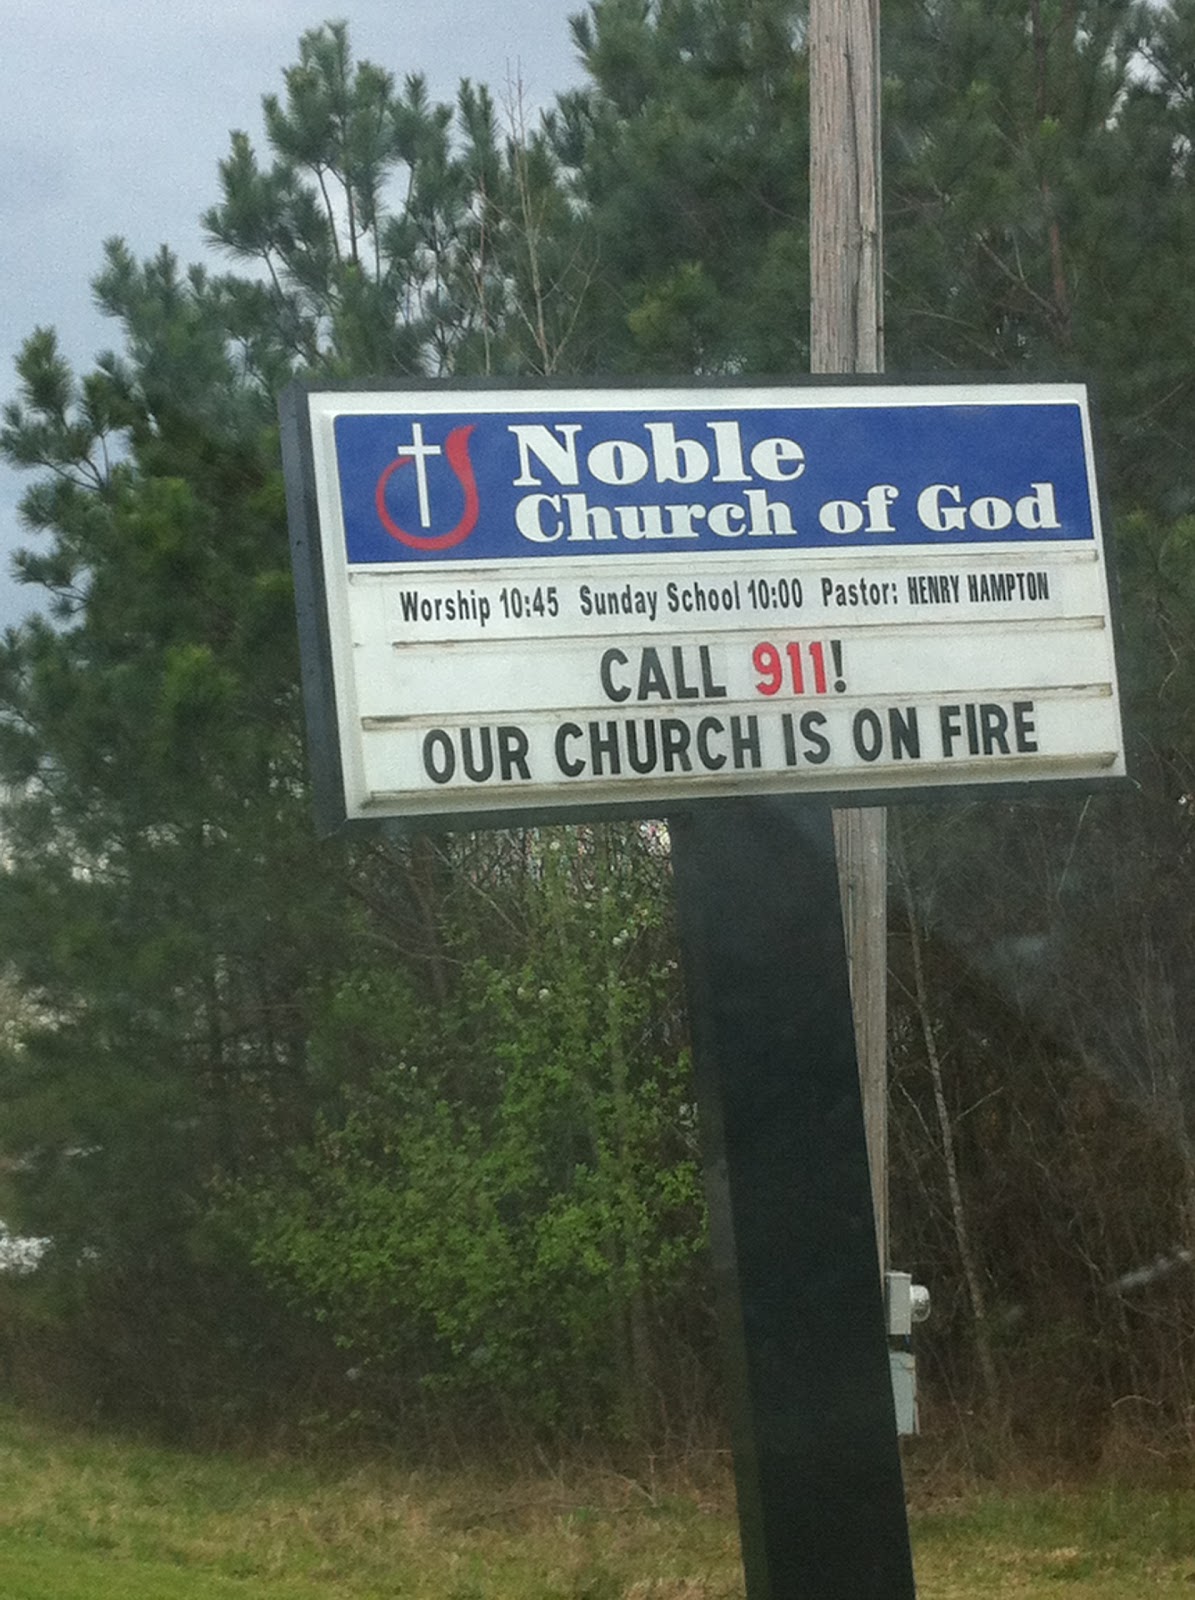 Noble
Church of God
Worship 10:45 Sunday School 10:00 Pastor: HENRY HAMPTON
CALL 911!
OUR CHURCH IS ON FIRE